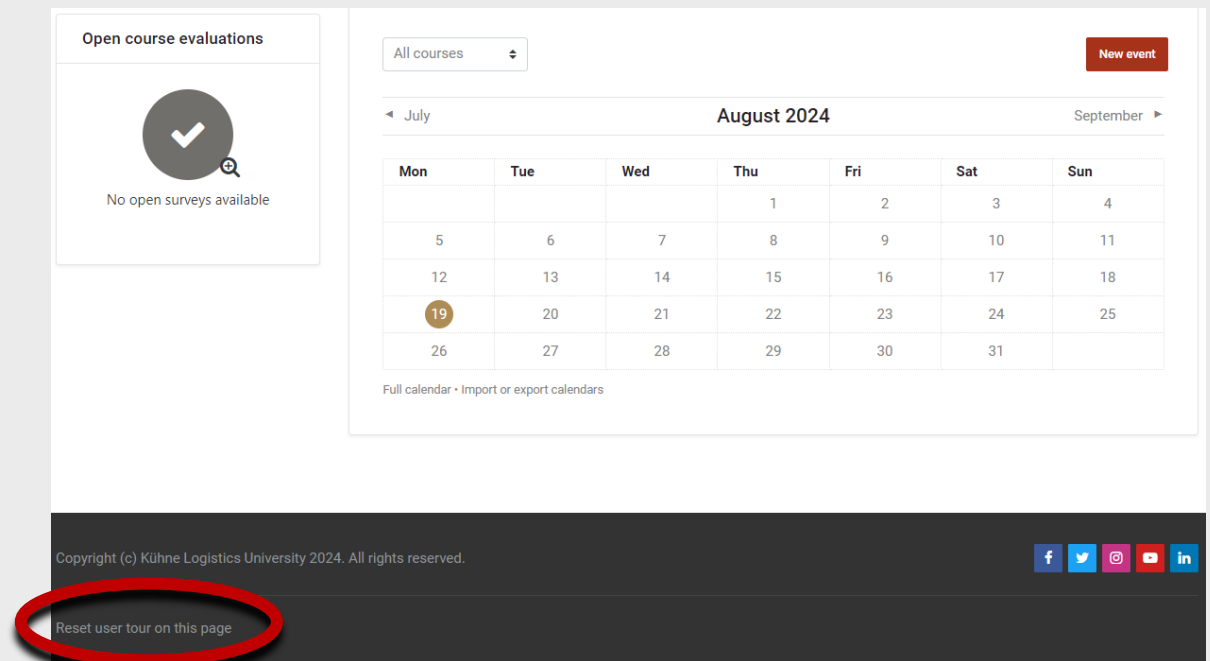 Open course evaluations
No open surveys available
All courses
New event
July
August 2024
September
Mon Tue Wed Thu Fri Sat Sun
1 2 3 4
5 6 7 8 9 10 11
12 13 14 15 16 17 18
19 20 21 22 23 24 25
26 27 28 29 30 31
Full calendar • Import or export calendars
Copyright (c) Kühne Logistics University 2024. All rights reserved.
Reset user tour on this page